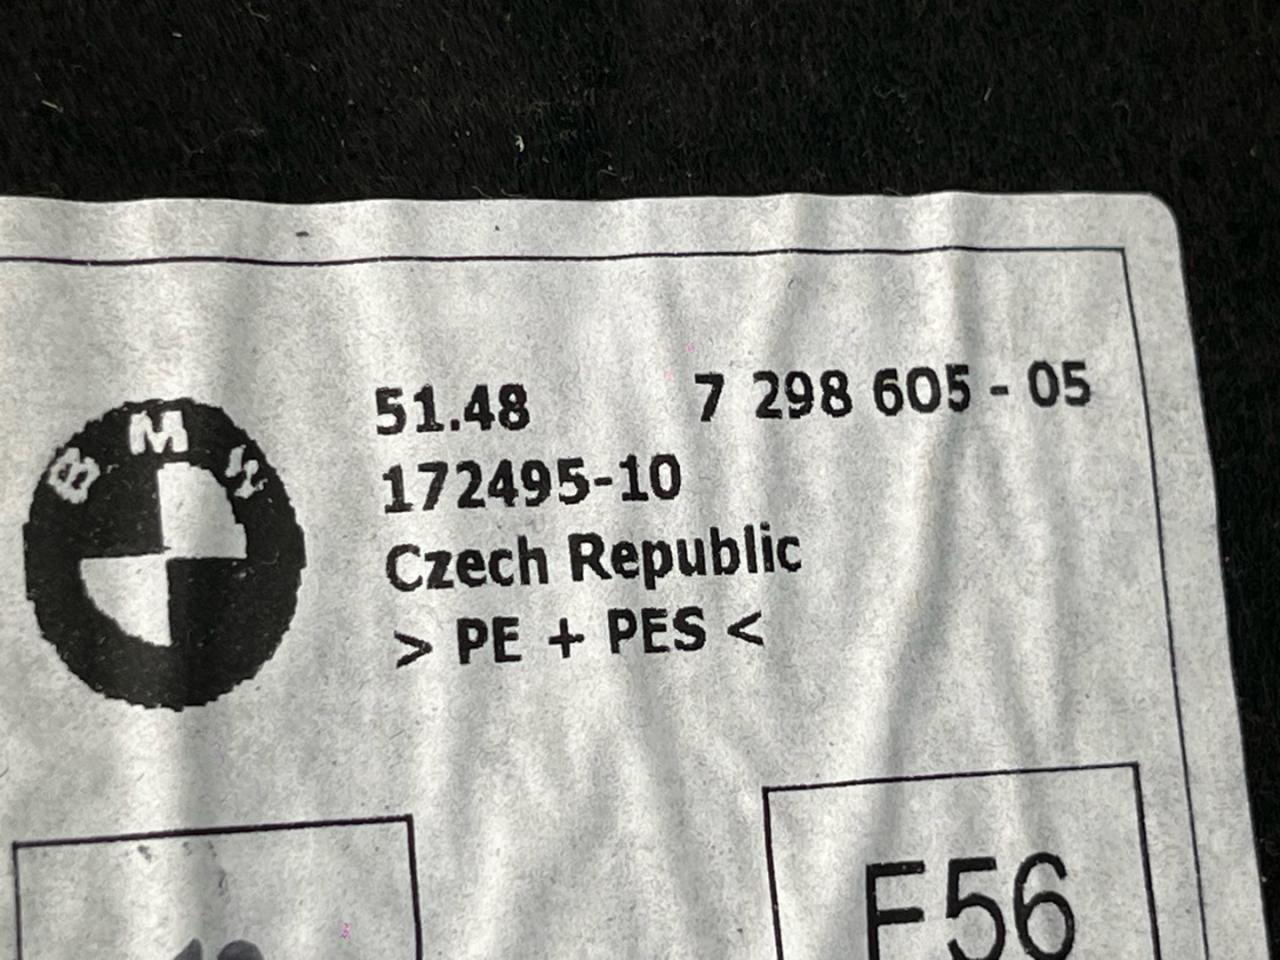 BMW
51.48 7 298 605 - 05
172495-10
Czech Republic
> PE + PES <
F56